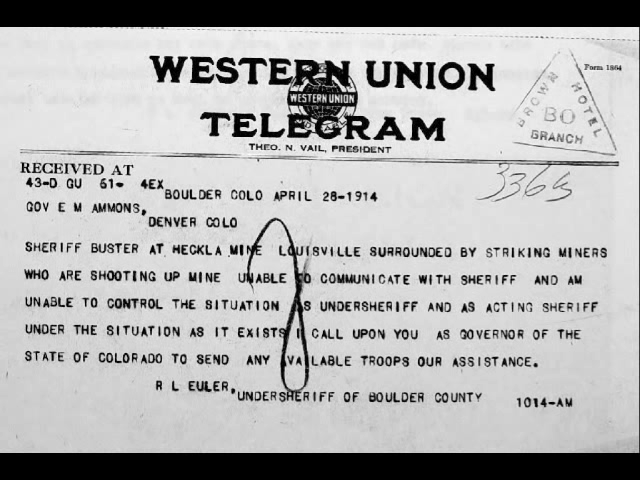 WESTERN UNION
WESTERN UNION
TELEGRAM
THEO. N. VAIL, PRESIDENT
Form 1864
BROWN HOTEL
BO
BRANCH
RECEIVED AT
43-D GU 61- 4EX
336
BOULDER COLO APRIL 28-1914
GOV E M AMMONS,
DENVER COLO
SHERIFF BUSTER AT HECKLA MINE LOUISVILLE SURROUNDED BY STRIKING MINERS
WHO ARE SHOOTING UP MINE UNABLE TO COMMUNICATE WITH SHERIFF AND AM
UNABLE TO CONTROL THE SITUATION AS UNDERSHERIFF AND AS ACTING SHERIFF
UNDER THE SITUATION AS IT EXISTS I CALL UPON YOU AS GOVERNOR OF THE
STATE OF COLORADO TO SEND ANY AVAILABLE TROOPS OUR ASSISTANCE.
R L EULER,
UNDERSHERIFF OF BOULDER COUNTY 1014-AM